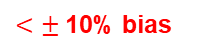 < ± 10% bias